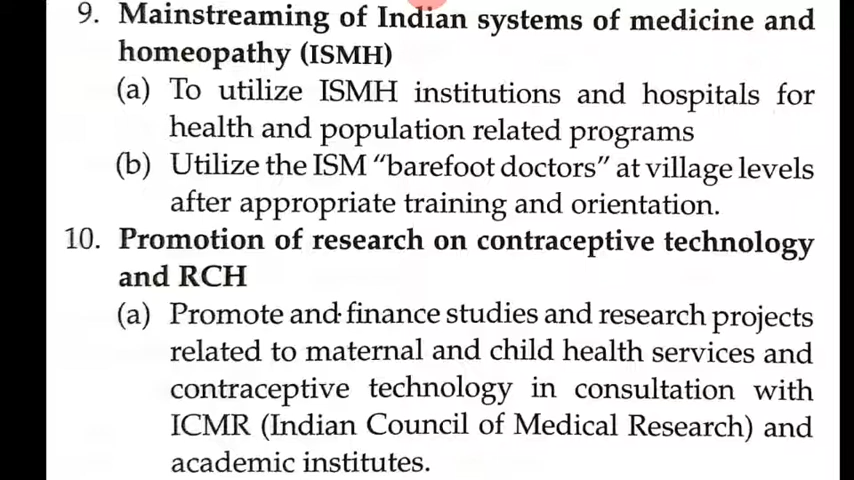 9. Mainstreaming of Indian systems of medicine and
homeopathy (ISMH)
(a) To utilize ISMH institutions and hospitals for
health and population related programs
(b) Utilize the ISM “barefoot doctors” at village levels
after appropriate training and orientation.
10. Promotion of research on contraceptive technology
and RCH
(a) Promote and finance studies and research projects
related to maternal and child health services and
contraceptive technology in consultation with
ICMR (Indian Council of Medical Research) and
academic institutes.